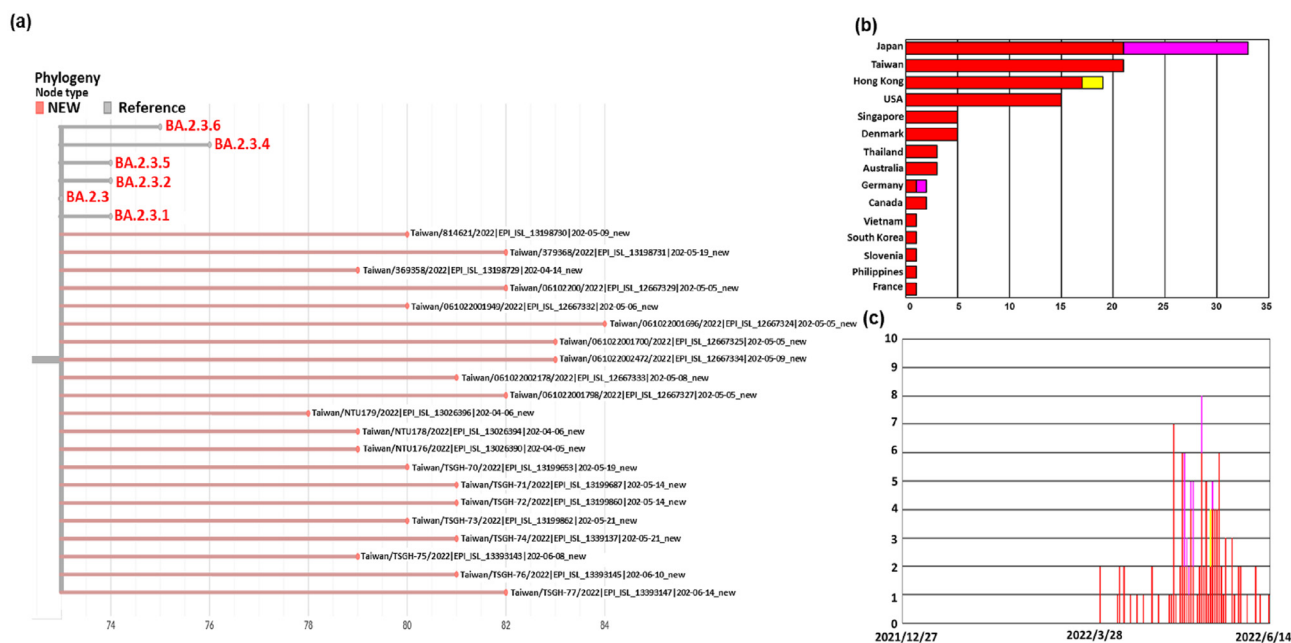 (a)
Phylogeny
Node type
NEW Reference
BA.2.3.6
BA.2.3.4
BA.2.3.5
BA.2.3.2
BA.2.3
BA.2.3.1
Taiwan/814621/2022|EPI_ISL_13198730|202-05-09_new
Taiwan/379368/2022|EPI_ISL_13198731|202-05-19_new
Taiwan/369358/2022|EPI_ISL_13198729|202-04-14_new
Taiwan/06102200/2022|EPI_ISL_12667329|202-05-05_new
Taiwan/061022001949/2022|EPI_ISL_12667332|202-05-06_new
Taiwan/061022001696/2022|EPI_ISL_12667324|202-05-05_new
Taiwan/061022001700/2022|EPI_ISL_12667325|202-05-05_new
Taiwan/061022002472/2022|EPI_ISL_12667334|202-05-09_new
Taiwan/061022002178/2022|EPI_ISL_12667333|202-05-08_new
Taiwan/061022001798/2022|EPI_ISL_12667327|202-05-05_new
Taiwan/NTU179/2022|EPI_ISL_13026396|202-04-06_new
Taiwan/NTU178/2022|EPI_ISL_13026394|202-04-06_new
Taiwan/NTU176/2022|EPI_ISL_13026390|202-04-05_new
Taiwan/TSGH-70/2022|EPI_ISL_13199653|202-05-19_new
Taiwan/TSGH-71/2022|EPI_ISL_13199687|202-05-14_new
Taiwan/TSGH-72/2022|EPI_ISL_13199860|202-05-14_new
Taiwan/TSGH-73/2022|EPI_ISL_13199862|202-05-21_new
Taiwan/TSGH-74/2022|EPI_ISL_1339137|202-05-21_new
Taiwan/TSGH-75/2022|EPI_ISL_13393143|202-06-08_new
Taiwan/TSGH-76/2022|EPI_ISL_13393145|202-06-10_new
Taiwan/TSGH-77/2022|EPI_ISL_13393147|202-06-14_new
74 76 78 80 82 84
(b)
Japan
Taiwan
Hong Kong
USA
Singapore
Denmark
Thailand
Australia
Germany
Canada
Vietnam
South Korea
Slovenia
Philippines
France
0 5 10 15 20 25 30 35
(c)
10
9
8
7
6
5
4
3
2
1
0
2021/12/27 2022/3/28 2022/6/14